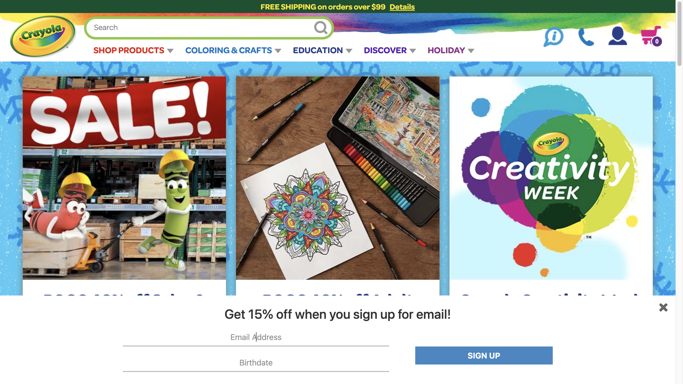 FREE SHIPPING on orders over $99 Details
Crayola
Search
SHOP PRODUCTS
COLORING & CRAFTS
EDUCATION
DISCOVER
HOLIDAY
0
SALE!
Crayola
Creativity
WEEK
™
Get 15% off when you sign up for email!
Email Address
Birthdate
SIGN UP